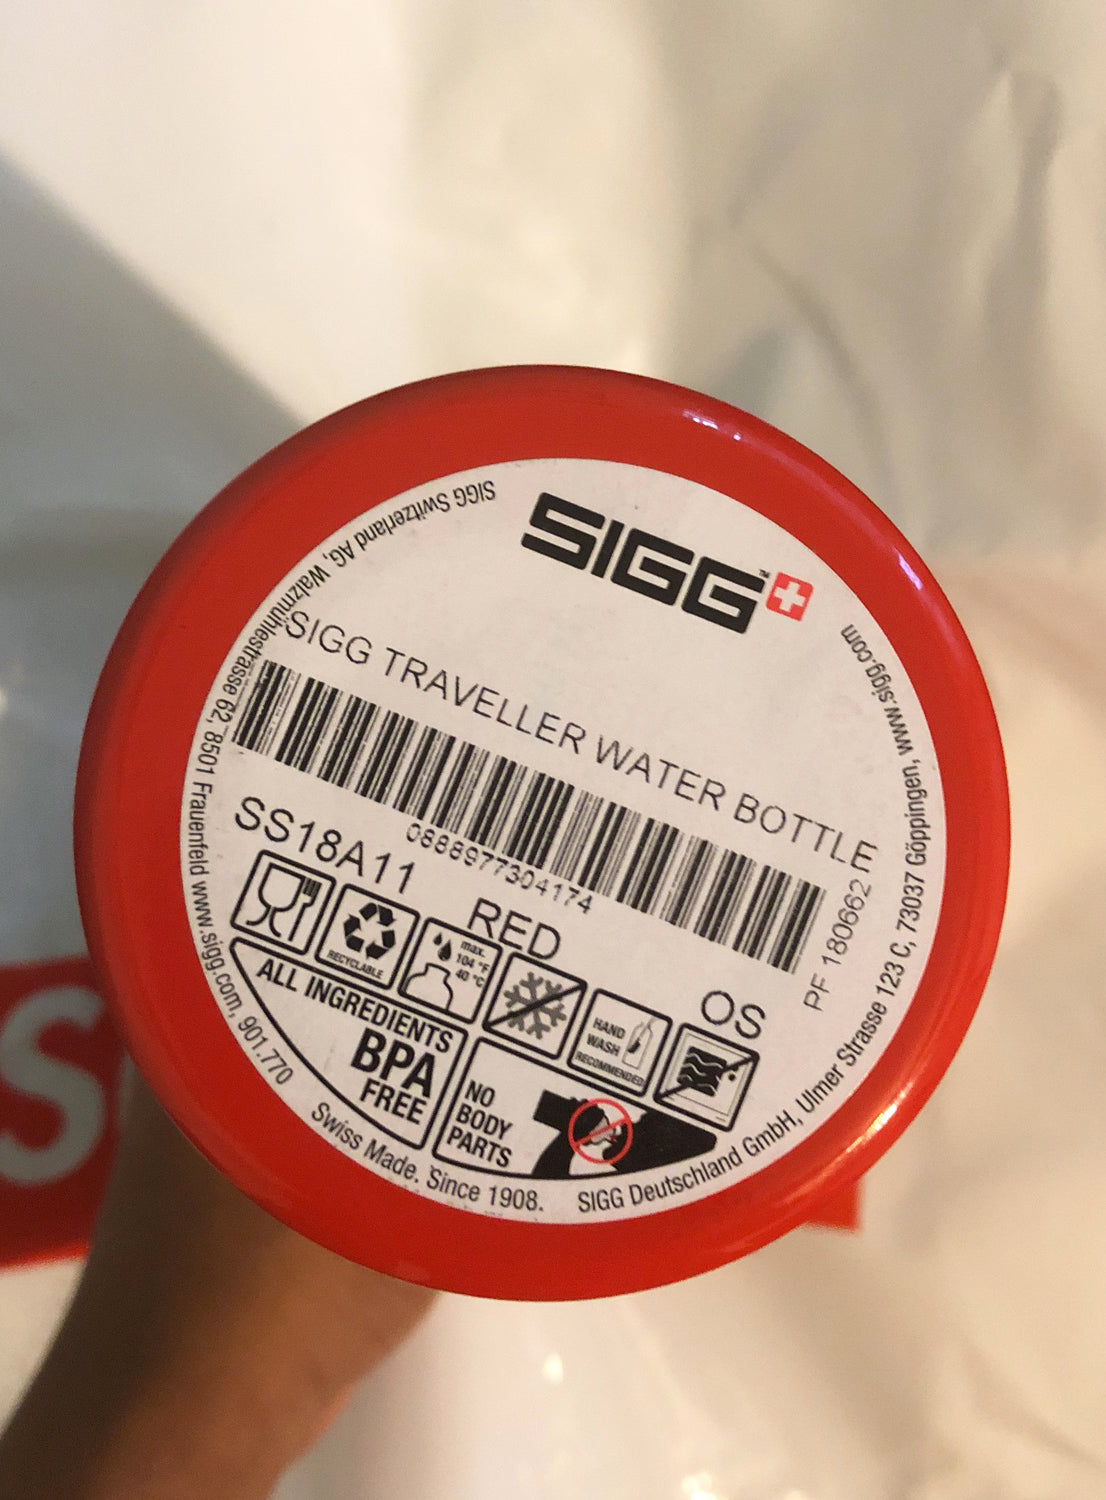 SIGG™
SIGG TRAVELLER WATER BOTTLE
0888977304174
SS18A11
RED
OS
PF 180662
RECYCLABLE
max.
104 °F
40 °C
HAND
WASH
RECOMMENDED
ALL INGREDIENTS
BPA
FREE
NO
BODY
PARTS
SIGG Switzerland AG, Walzmühlestrasse 62, 8501 Frauenfeld www.sigg.com, 901.770
Swiss Made. Since 1908.
SIGG Deutschland GmbH, Ulmer Strasse 123 C, 73037 Göppingen, www.sigg.com
S